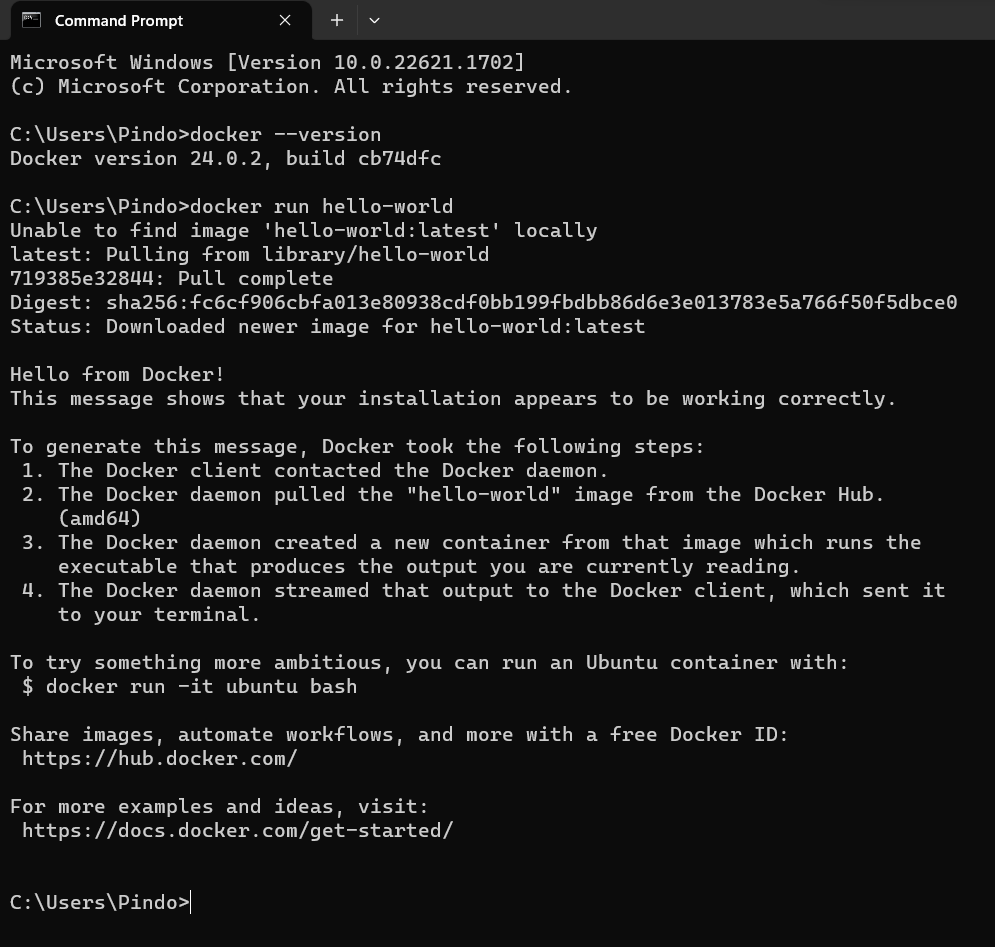 Command Prompt
Microsoft Windows [Version 10.0.22621.1702]
(c) Microsoft Corporation. All rights reserved.
C:\Users\Pindo>docker --version
Docker version 24.0.2, build cb74dfc
C:\Users\Pindo>docker run hello-world
Unable to find image 'hello-world:latest' locally
latest: Pulling from library/hello-world
719385e32844: Pull complete
Digest: sha256:fc6cf906cbfa013e80938cdf0bb199fbdbb86d6e3e013783e5a766f50f5dbce0
Status: Downloaded newer image for hello-world:latest
Hello from Docker!
This message shows that your installation appears to be working correctly.
To generate this message, Docker took the following steps:
1. The Docker client contacted the Docker daemon.
2. The Docker daemon pulled the "hello-world" image from the Docker Hub.
(amd64)
3. The Docker daemon created a new container from that image which runs the
executable that produces the output you are currently reading.
4. The Docker daemon streamed that output to the Docker client, which sent it
to your terminal.
To try something more ambitious, you can run an Ubuntu container with:
$ docker run -it ubuntu bash
Share images, automate workflows, and more with a free Docker ID:
https://hub.docker.com/
For more examples and ideas, visit:
https://docs.docker.com/get-started/
C:\Users\Pindo>